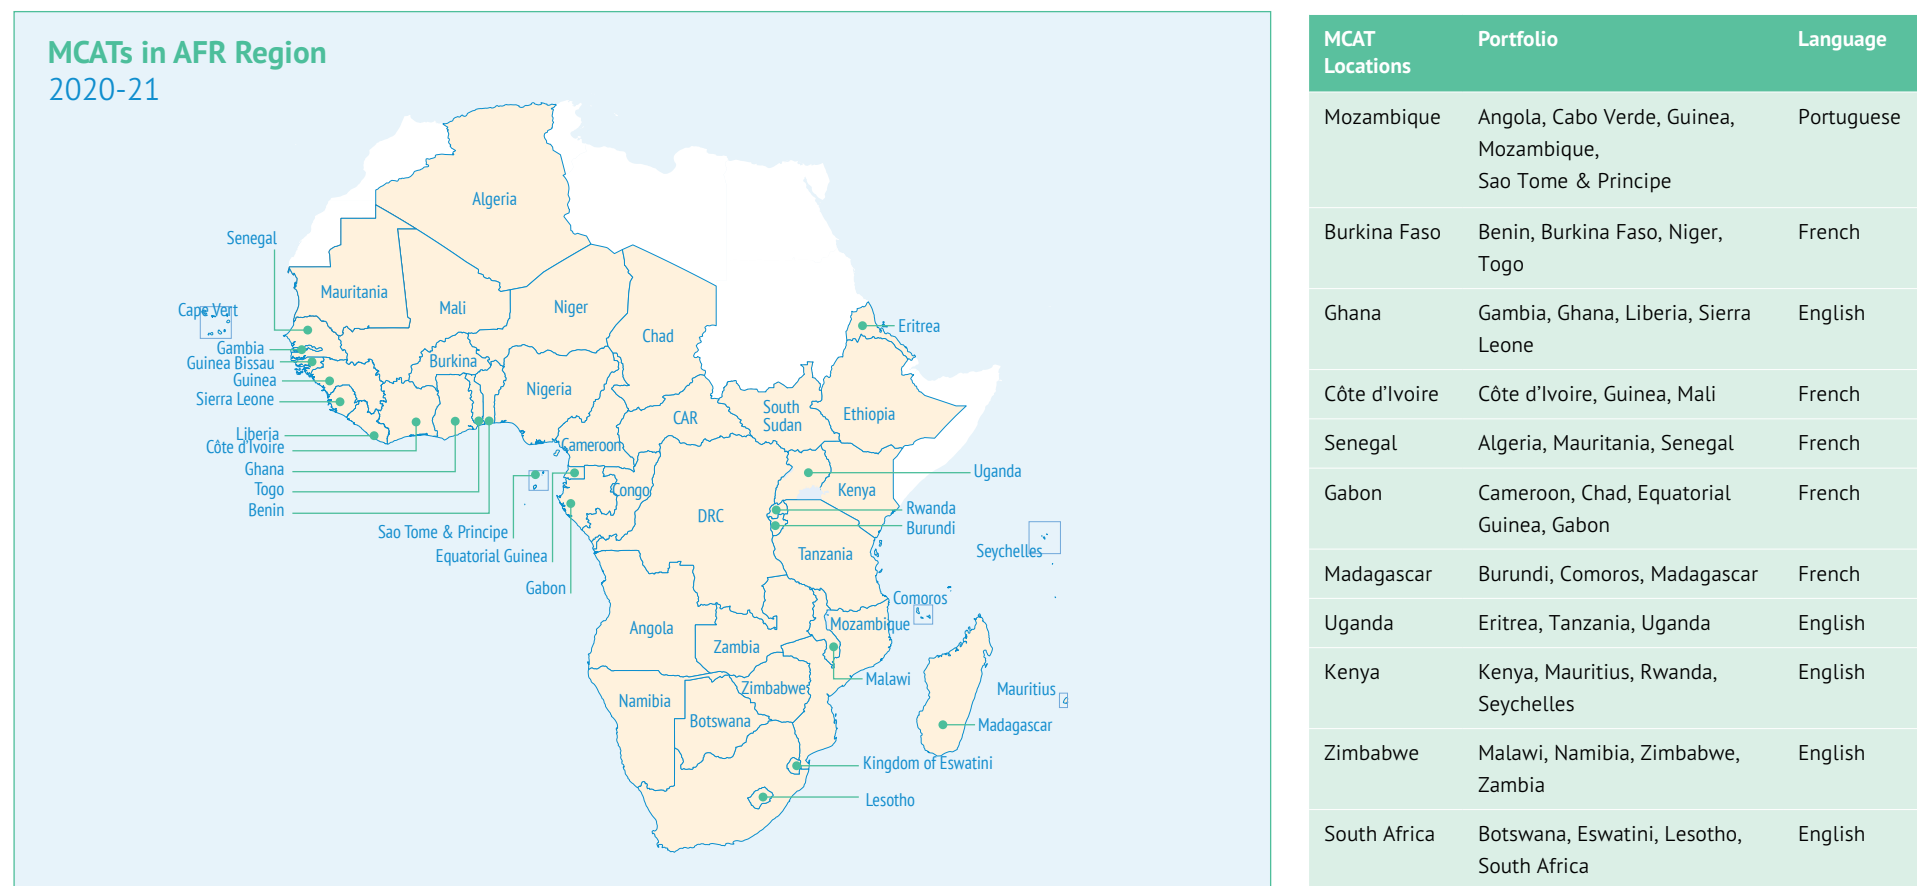 MCATs in AFR Region
2020-21
Algeria
Senegal
Mauritania
Mali
Niger
Chad
Cape Vert
Eritrea
Gambia
Guinea Bissau
Guinea
Sierra Leone
Burkina
Nigeria
CAR
South
Sudan
Ethiopia
Liberia
Côte d'Ivoire
Ghana
Togo
Benin
Cameroon
Congo
DRC
Uganda
Kenya
Rwanda
Burundi
Sao Tome & Principe
Equatorial Guinea
Gabon
Tanzania
Seychelles
Comoros
Angola
Zambia
Mozambique
Malawi
Namibia
Zimbabwe
Botswana
Mauritius
Madagascar
Kingdom of Eswatini
Lesotho
MCAT Portfolio Language
Locations
Mozambique Angola, Cabo Verde, Guinea, Portuguese
Mozambique,
Sao Tome & Principe
Burkina Faso Benin, Burkina Faso, Niger, French
Togo
Ghana Gambia, Ghana, Liberia, Sierra English
Leone
Côte d'Ivoire Côte d'Ivoire, Guinea, Mali French
Senegal Algeria, Mauritania, Senegal French
Gabon Cameroon, Chad, Equatorial French
Guinea, Gabon
Madagascar Burundi, Comoros, Madagascar French
Uganda Eritrea, Tanzania, Uganda English
Kenya Kenya, Mauritius, Rwanda, English
Seychelles
Zimbabwe Malawi, Namibia, Zimbabwe, English
Zambia
South Africa Botswana, Eswatini, Lesotho, English
South Africa